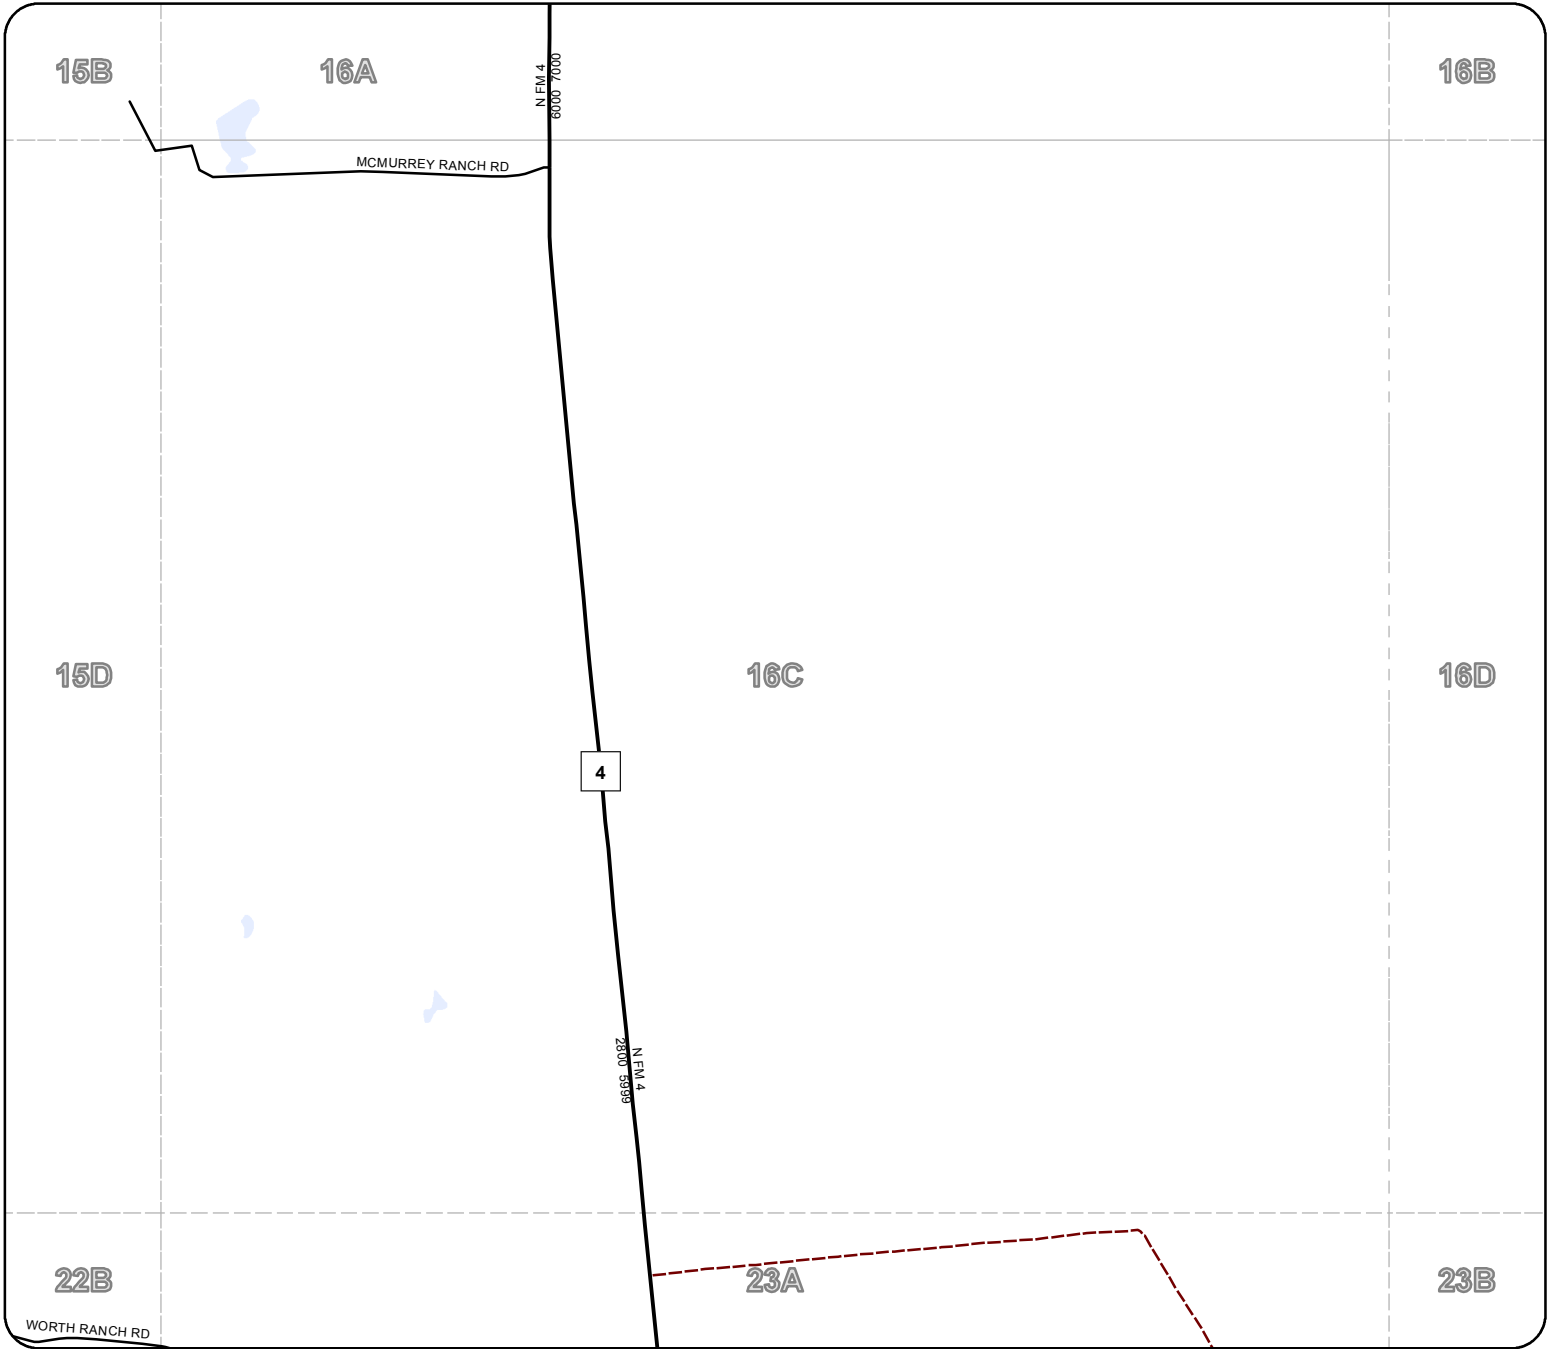 15B
16A
N FM 4
6000 7000
16B
MCMURREY RANCH RD
15D
16C
16D
4
N FM 4
2800 5999
22B
23A
23B
WORTH RANCH RD